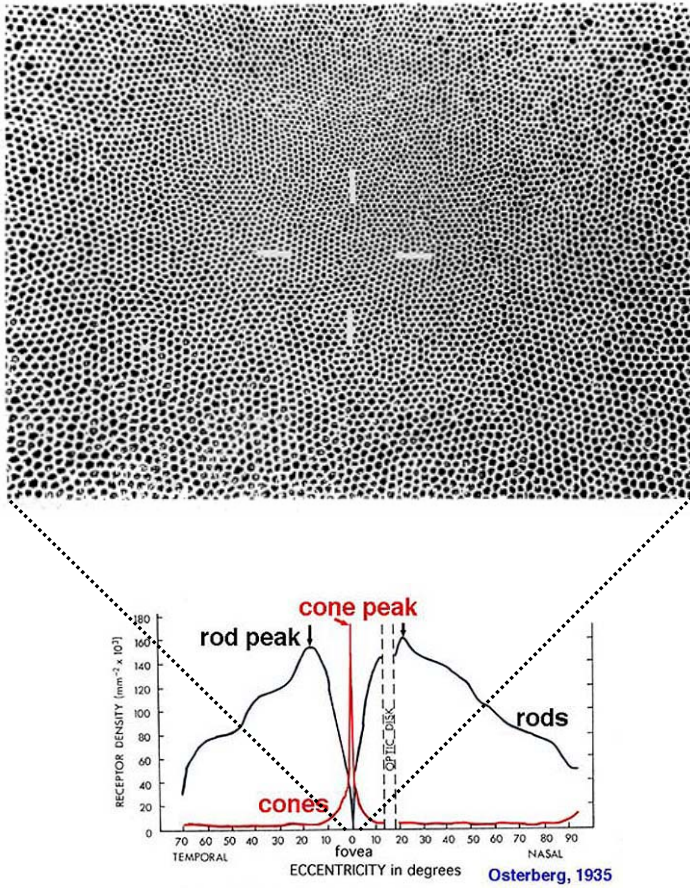 cone peak
rod peak
RECEPTOR DENSITY (mm⁻² x 10³)
180
160
140
120
100
80
60
40
20
0
OPTIC DISK
rods
cones
70 60 50 40 30 20 10 0 10 20 30 40 50 60 70 80 90
TEMPORAL
fovea
NASAL
ECCENTRICITY in degrees
Osterberg, 1935